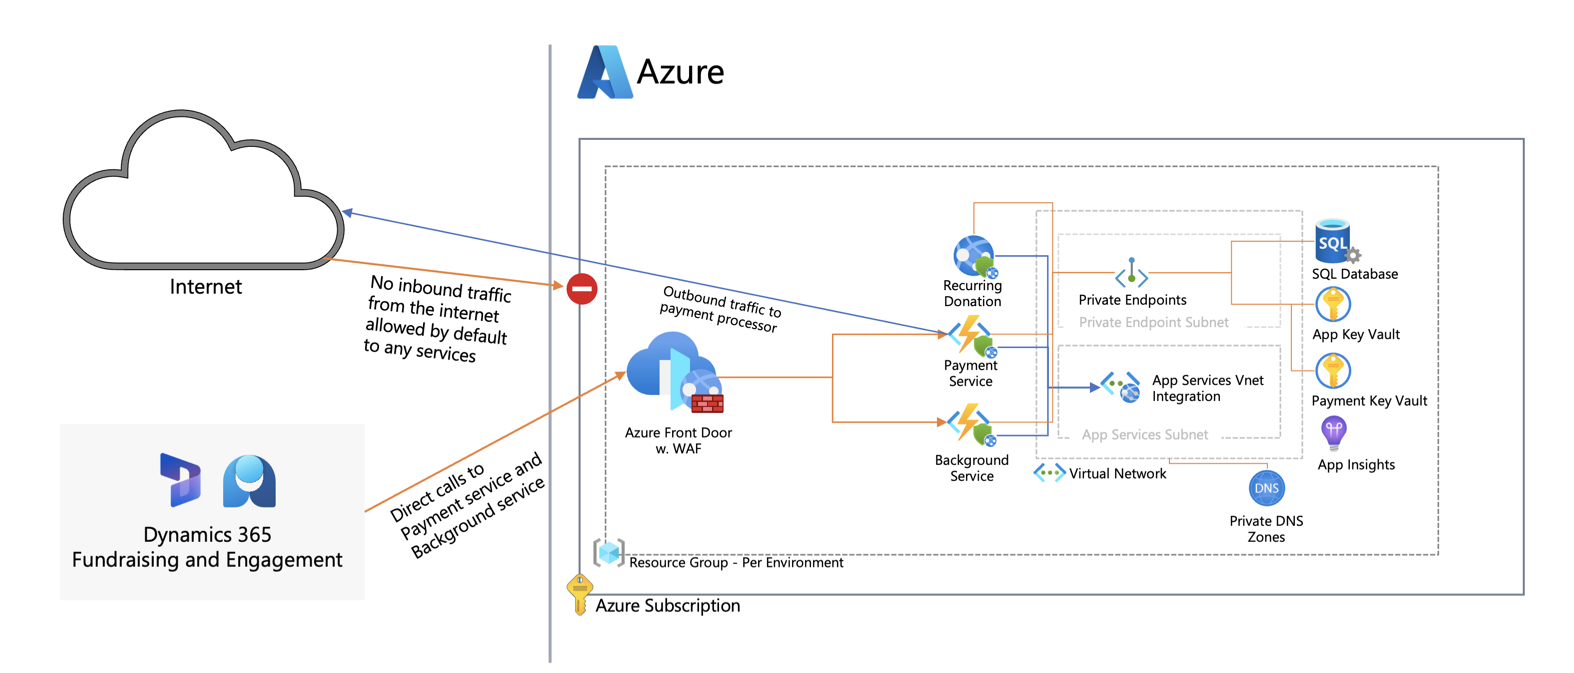 Azure
Internet
No inbound traffic
from the internet
allowed by default
to any services
Outbound traffic to
payment processor
Recurring
Donation
Payment
Service
Background
Service
Azure Front Door
w. WAF
Direct calls to
Payment service and
Background service
Dynamics 365
Fundraising and Engagement
Private Endpoints
Private Endpoint Subnet
App Services Vnet
Integration
App Services Subnet
Virtual Network
SQL
SQL Database
App Key Vault
Payment Key Vault
App Insights
DNS
Private DNS
Zones
Resource Group - Per Environment
Azure Subscription